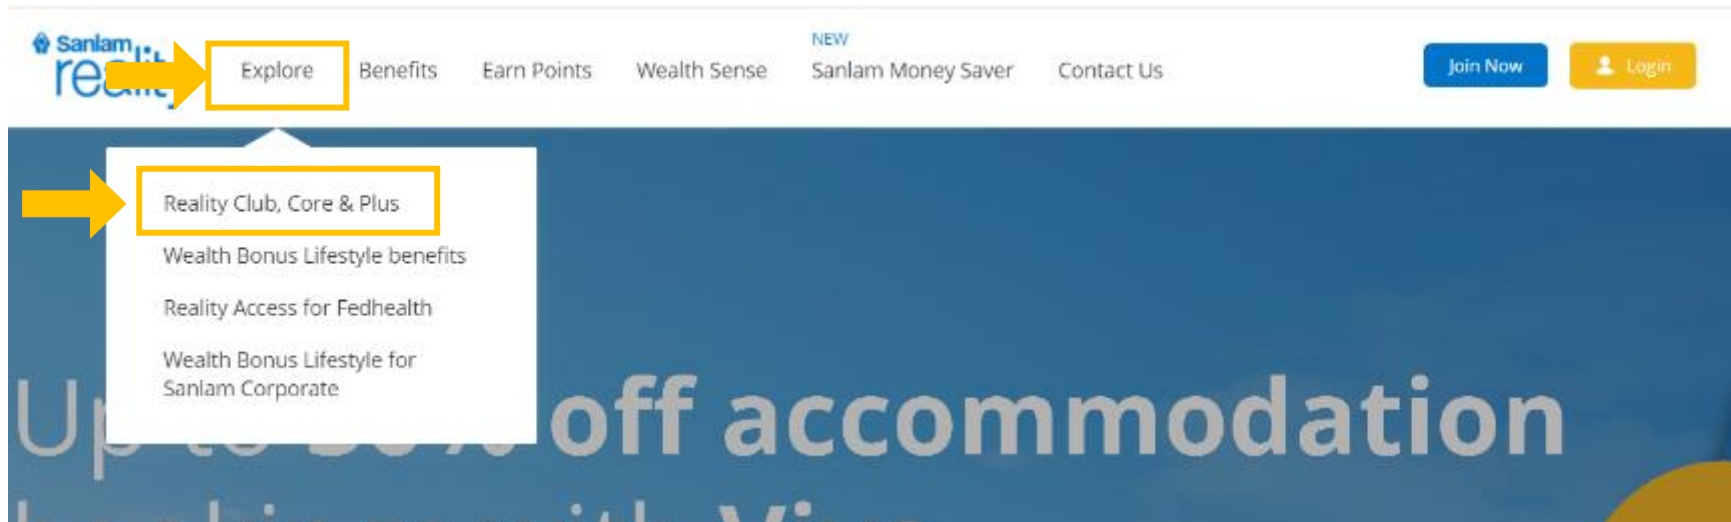 Sanlam
NEW
Explore Benefits Earn Points Wealth Sense Sanlam Money Saver Contact Us Join Now Login
Reality Club, Core & Plus
Wealth Bonus Lifestyle benefits
Reality Access for Fedhealth
Wealth Bonus Lifestyle for
Sanlam Corporate
off accommodation